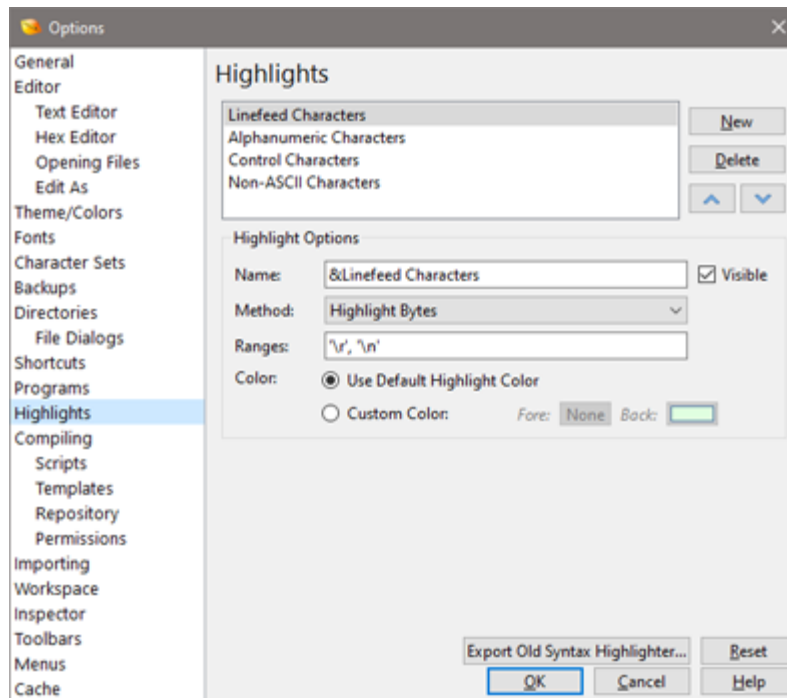 Options
General
Editor
Text Editor
Hex Editor
Opening Files
Edit As
Theme/Colors
Fonts
Character Sets
Backups
Directories
File Dialogs
Shortcuts
Programs
Highlights
Compiling
Scripts
Templates
Repository
Permissions
Importing
Workspace
Inspector
Toolbars
Menus
Cache
Highlights
Linefeed Characters
Alphanumeric Characters
Control Characters
Non-ASCII Characters
New
Delete
Highlight Options
Name: &Linefeed Characters Visible
Method: Highlight Bytes
Ranges: '\r', '\n'
Color: Use Default Highlight Color
Custom Color: Fore: None Back:
Export Old Syntax Highlighter... Reset
OK Cancel Help